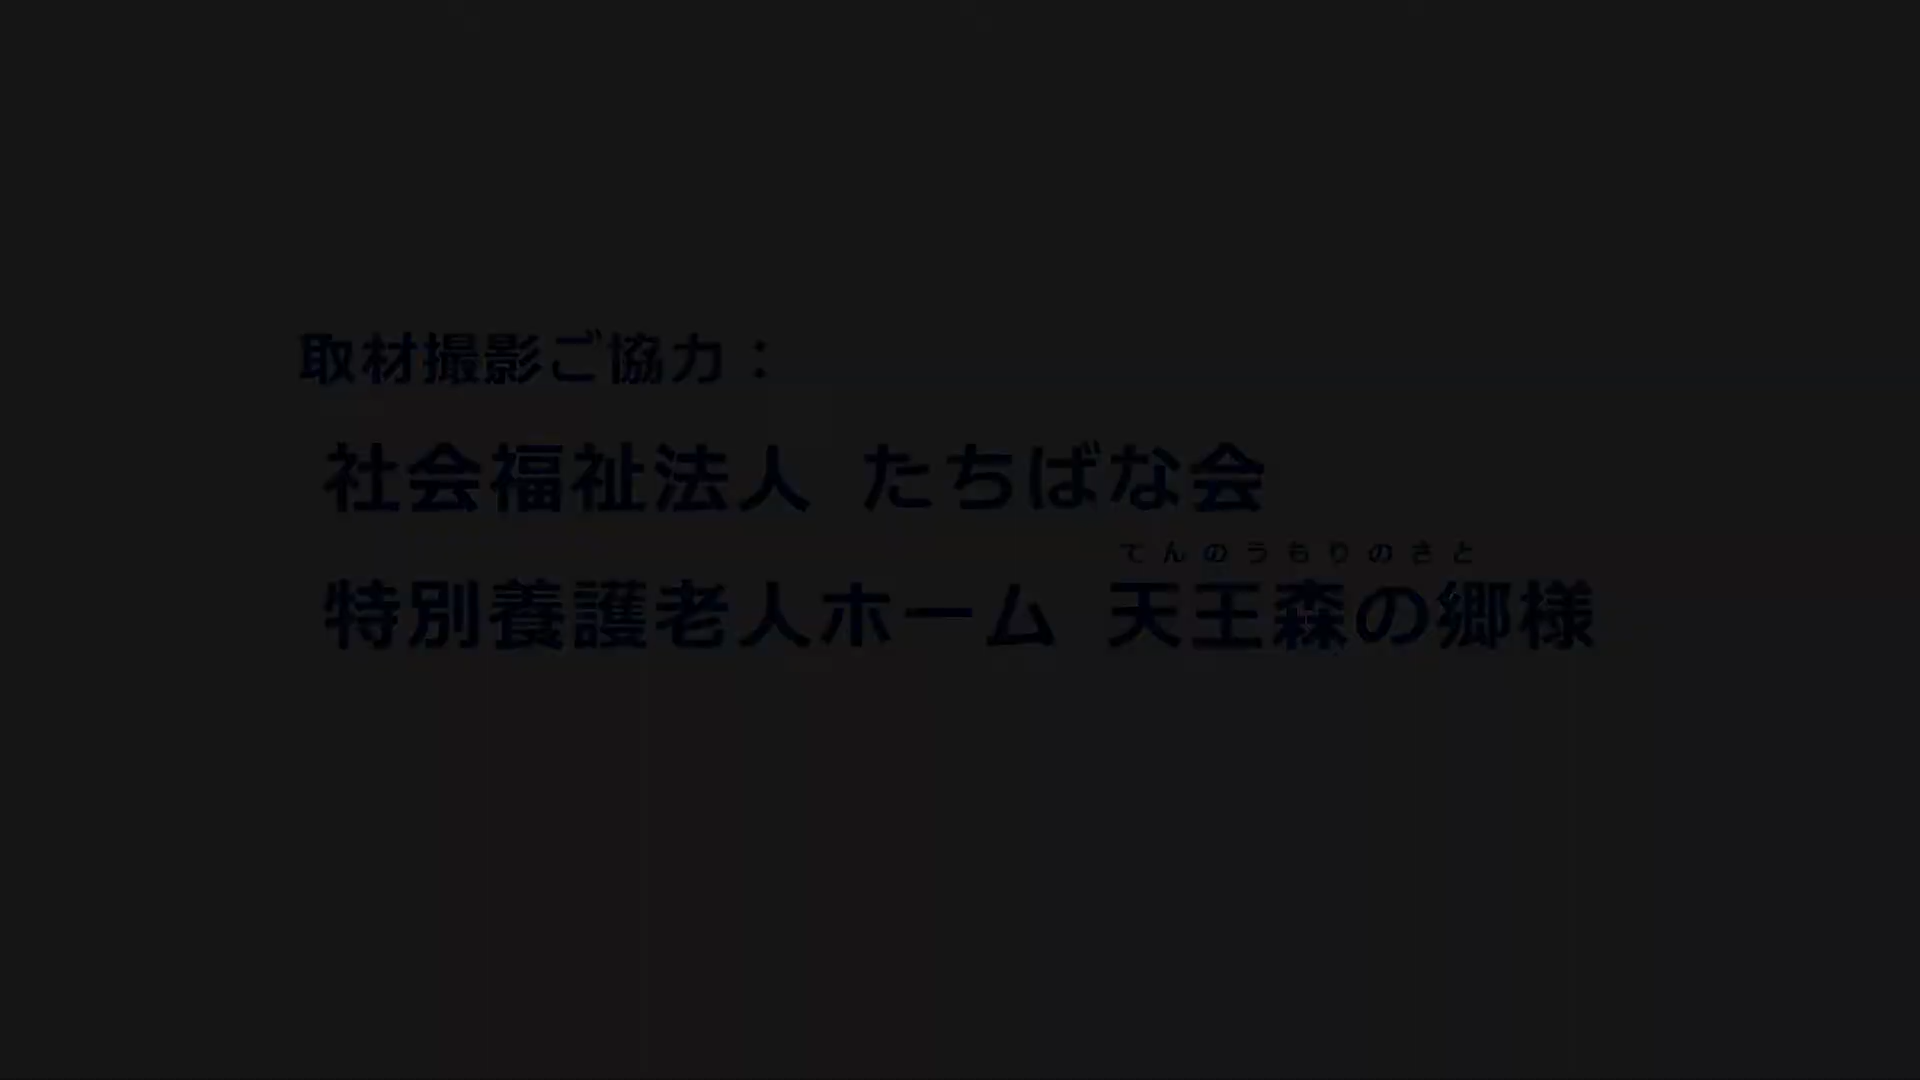 取材撮影ご協力：
社会福祉法人 たちばな会
てんのうもりのさと
特別養護老人ホーム 天王森の郷様